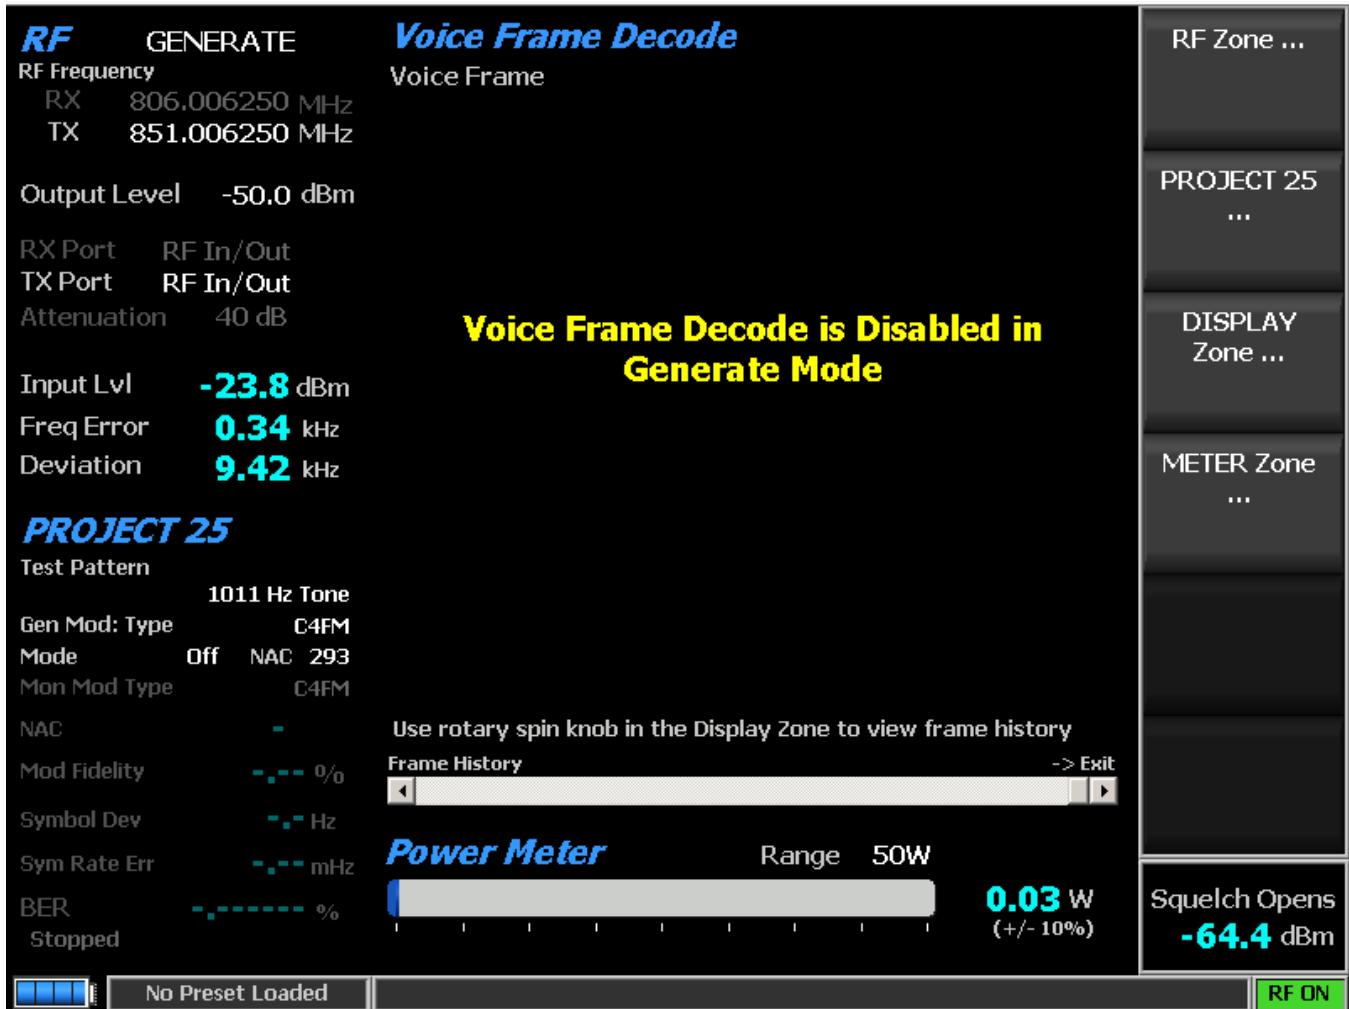 RF GENERATE
RF Frequency
RX 806.006250 MHz
TX 851.006250 MHz
Output Level -50.0 dBm
RX Port RF In/Out
TX Port RF In/Out
Attenuation 40 dB
Input Lvl -23.8 dBm
Freq Error 0.34 kHz
Deviation 9.42 kHz
PROJECT 25
Test Pattern
1011 Hz Tone
Gen Mod: Type C4FM
Mode Off NAC 293
Mon Mod Type C4FM
NAC -
Mod Fidelity -.-- %
Symbol Dev -.- Hz
Sym Rate Err -.-- mHz
BER -.------ %
Stopped
Voice Frame Decode
Voice Frame
Voice Frame Decode is Disabled in
Generate Mode
Use rotary spin knob in the Display Zone to view frame history
Frame History -> Exit
Power Meter Range 50W
0.03 W
(+/- 10%)
RF Zone ...
PROJECT 25
...
DISPLAY
Zone ...
METER Zone
...
Squelch Opens
-64.4 dBm
No Preset Loaded
RF ON